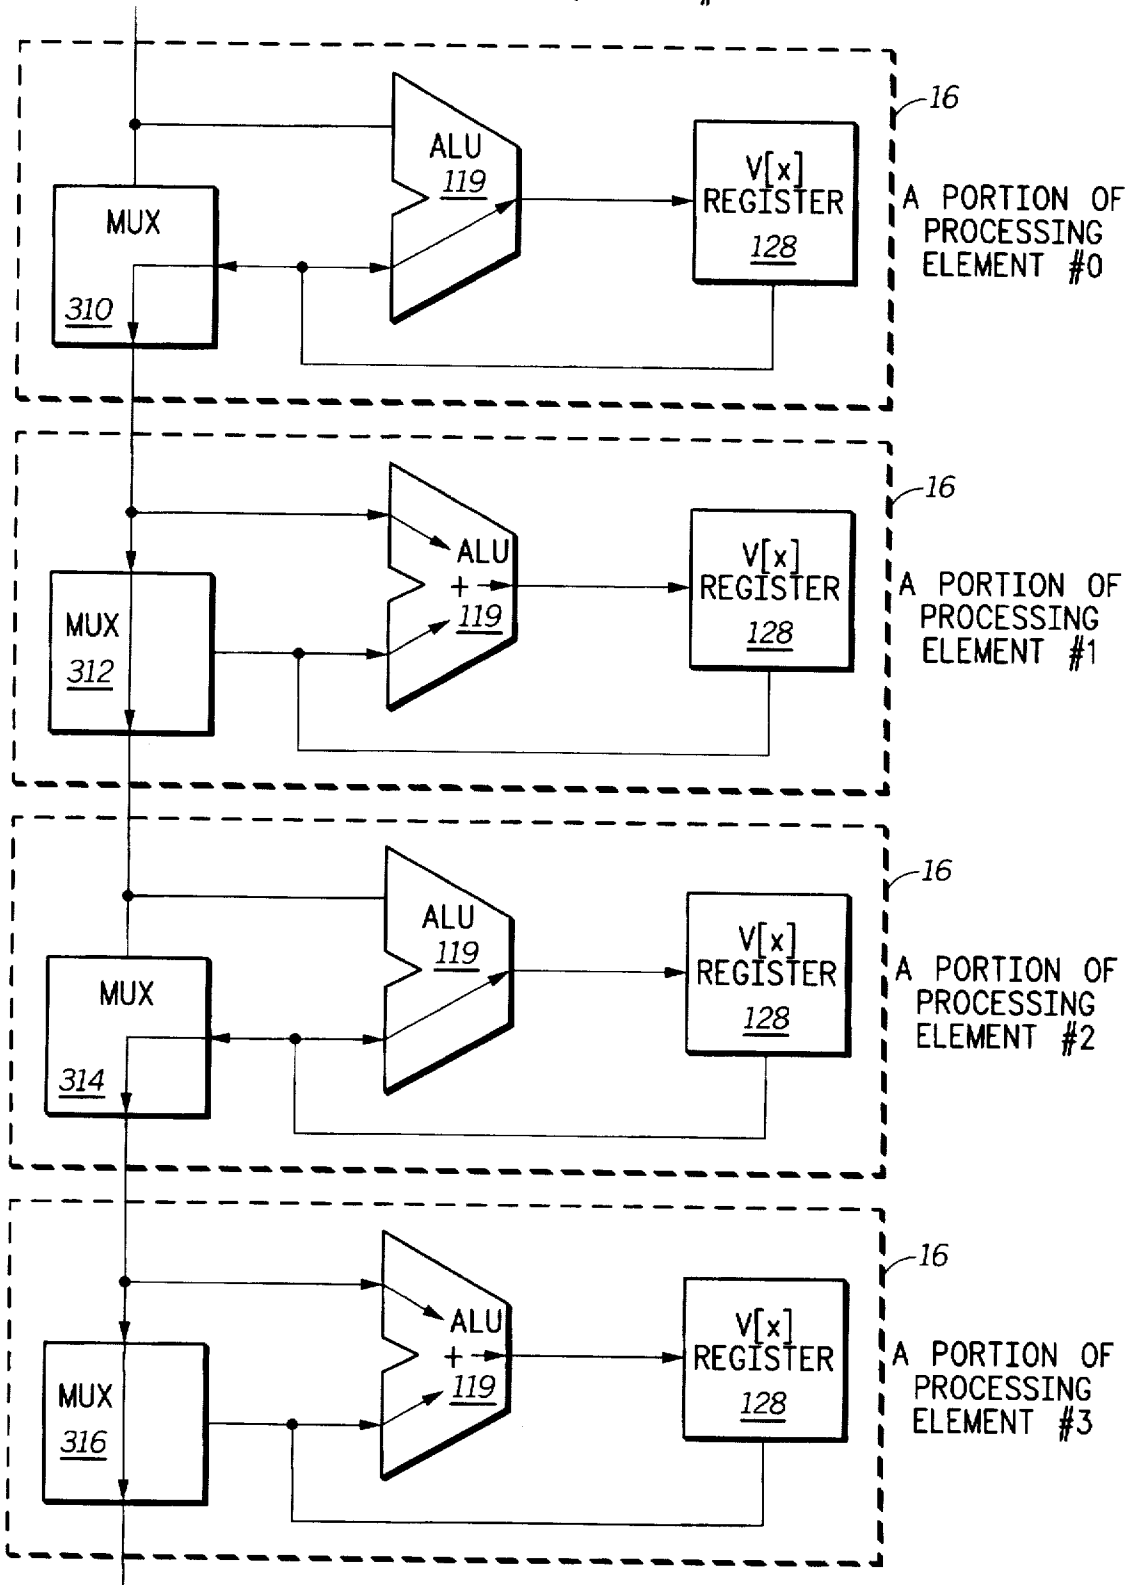 16
ALU
119
V[x]
REGISTER
128
MUX
310
A PORTION OF
PROCESSING
ELEMENT #0
16
ALU
+
119
V[x]
REGISTER
128
MUX
312
A PORTION OF
PROCESSING
ELEMENT #1
16
ALU
119
V[x]
REGISTER
128
MUX
314
A PORTION OF
PROCESSING
ELEMENT #2
16
ALU
+
119
V[x]
REGISTER
128
MUX
316
A PORTION OF
PROCESSING
ELEMENT #3